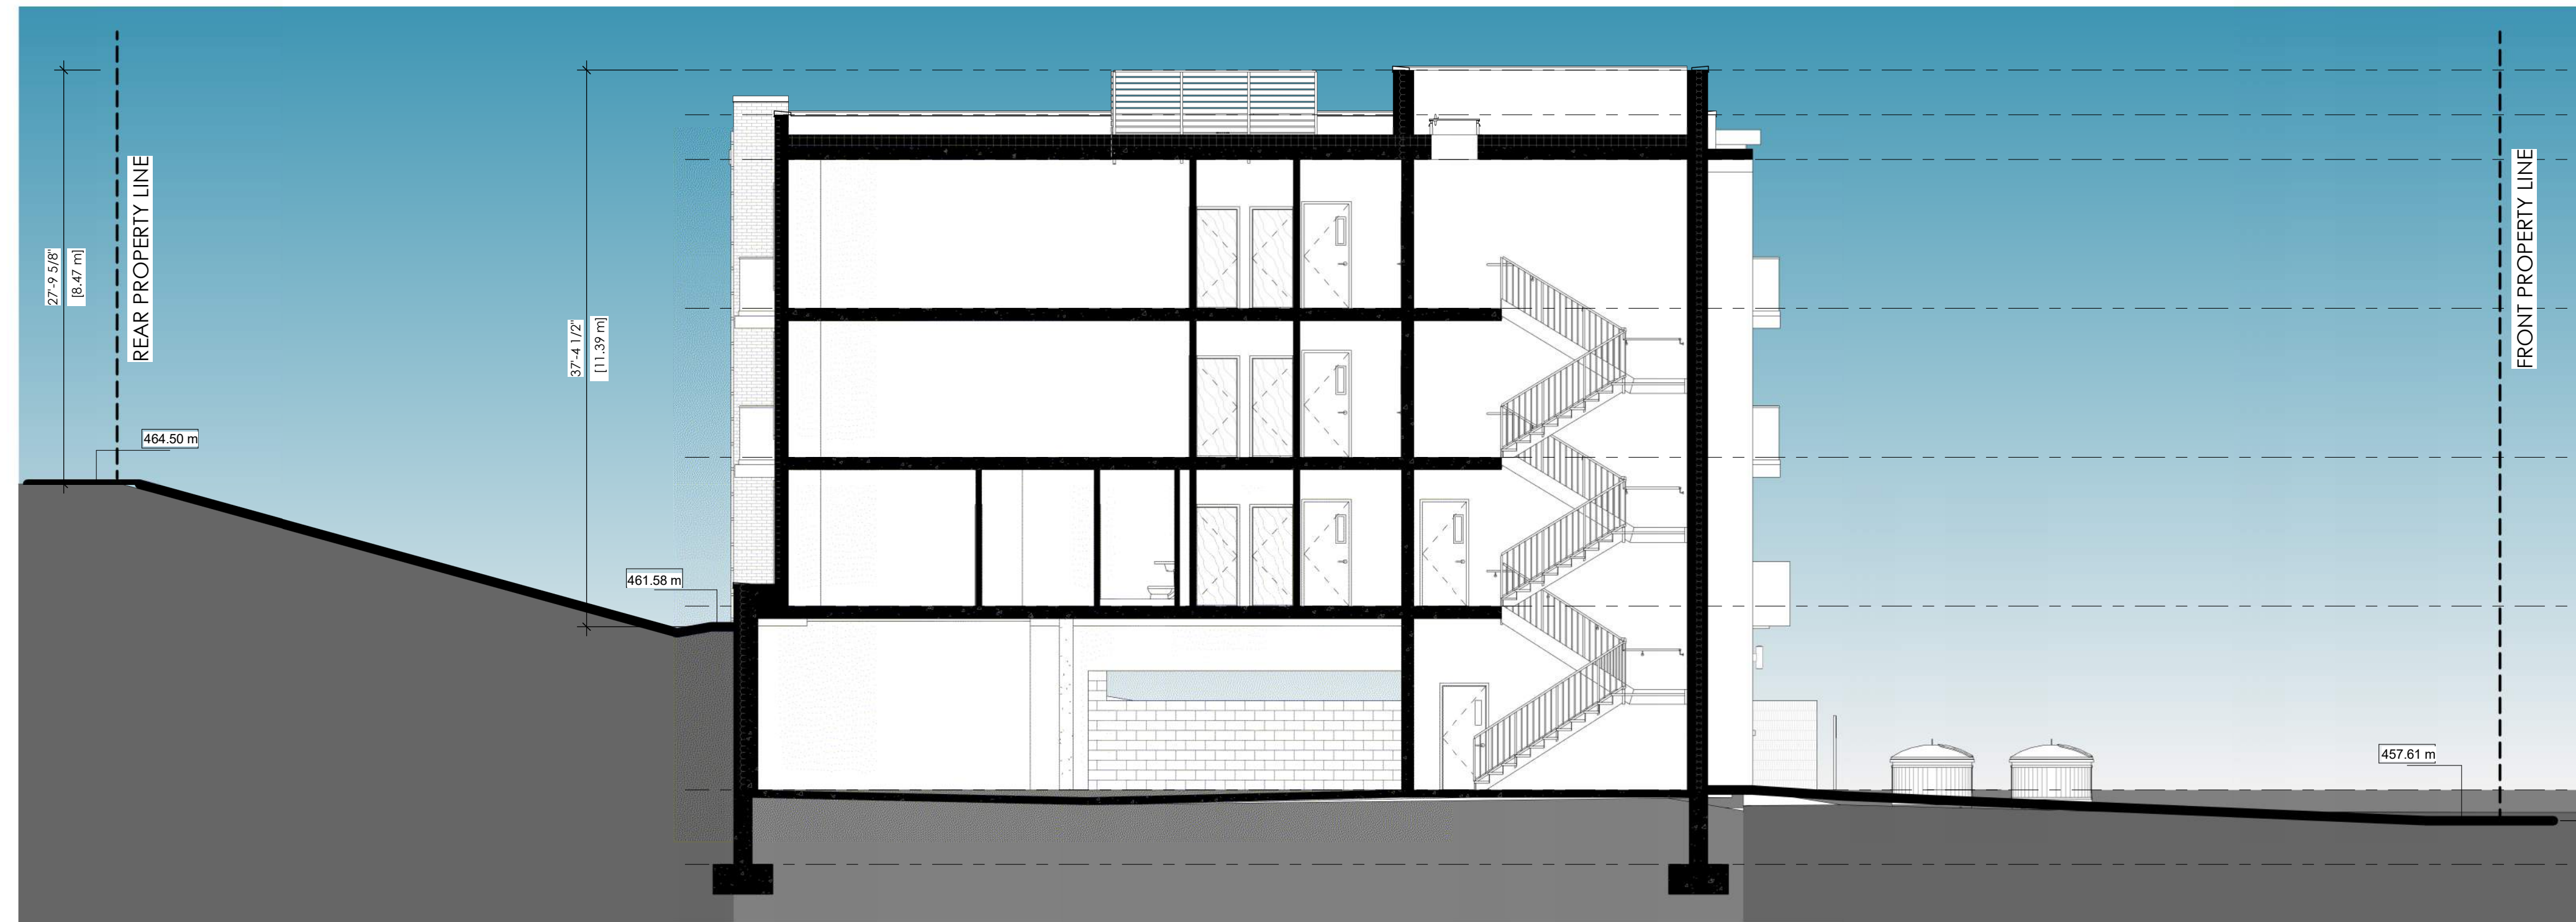 27'-9 5/8"
[8.47 m]
REAR PROPERTY LINE
464.50 m
37'-4 1/2"
[11.39 m]
461.58 m
457.61 m
FRONT PROPERTY LINE